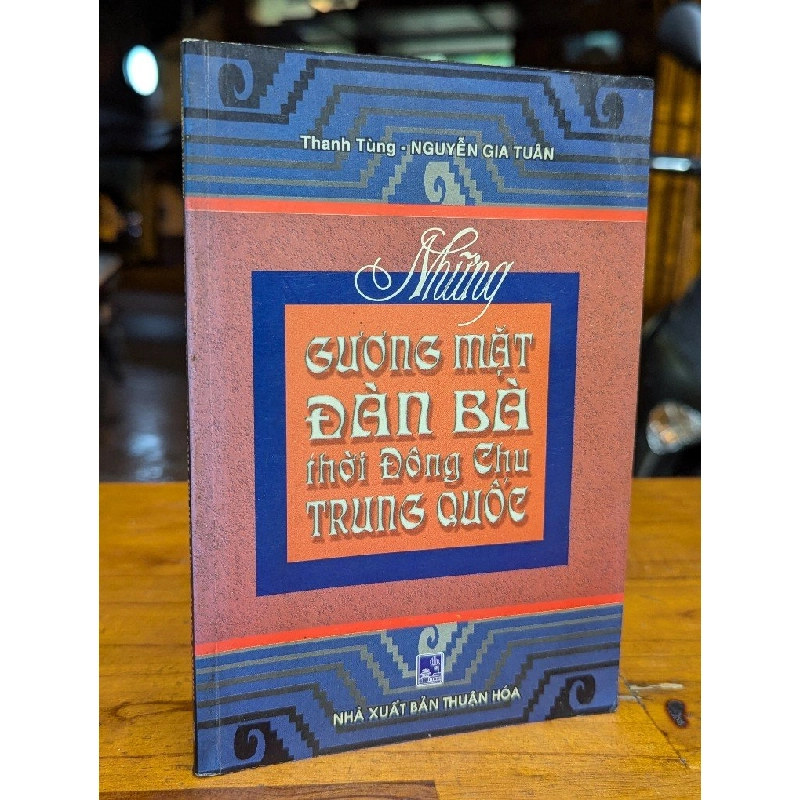 Thanh Tùng - NGUYỄN GIA TUÂN
Những
GƯƠNG MẶT
ĐÀN BÀ
thời Đông Chu
TRUNG QUỐC
NHÀ XUẤT BẢN THUẬN HÓA